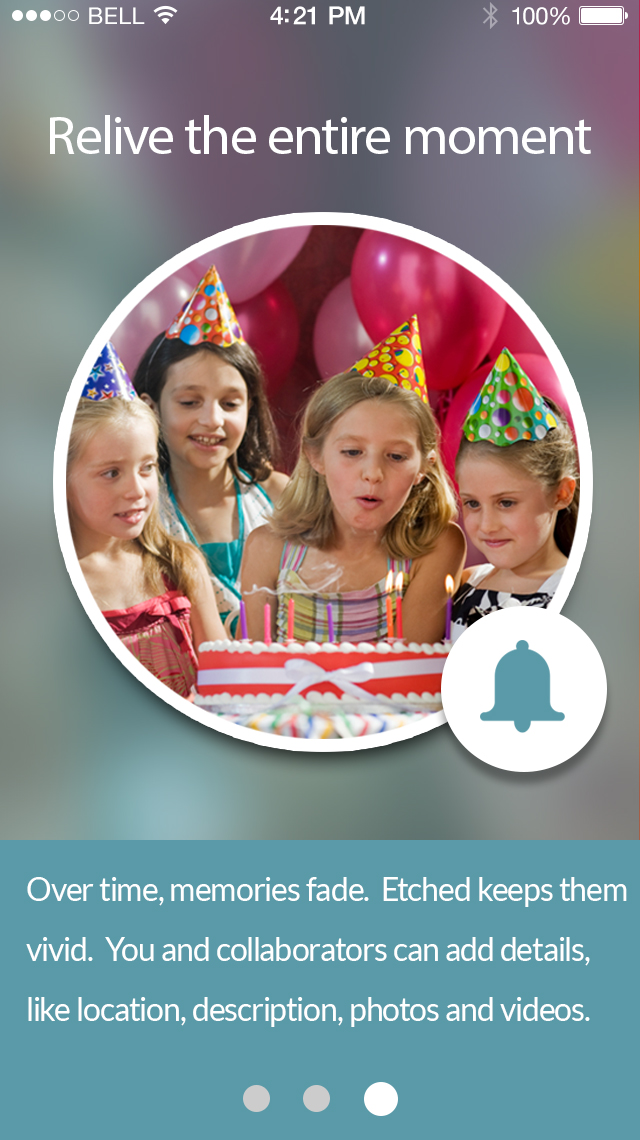 BELL 4:21 PM 100%
Relive the entire moment
Over time, memories fade. Etched keeps them
vivid. You and collaborators can add details,
like location, description, photos and videos.